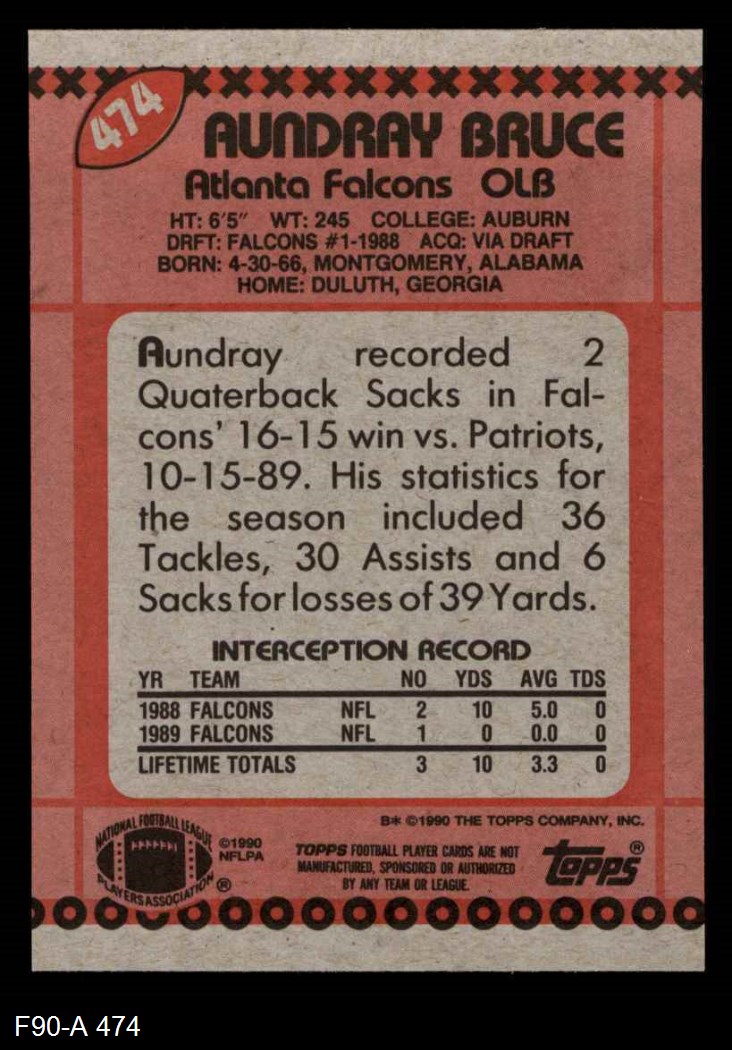 474
AUNDRAY BRUCE
Atlanta Falcons OLB
HT: 6'5" WT: 245 COLLEGE: AUBURN
DRFT: FALCONS #1-1988 ACQ: VIA DRAFT
BORN: 4-30-66, MONTGOMERY, ALABAMA
HOME: DULUTH, GEORGIA
Aundray recorded 2
Quaterback Sacks in Fal-
cons' 16-15 win vs. Patriots,
10-15-89. His statistics for
the season included 36
Tackles, 30 Assists and 6
Sacks for losses of 39 Yards.
INTERCEPTION RECORD
YR TEAM NO YDS AVG TDS
1988 FALCONS NFL 2 10 5.0 0
1989 FALCONS NFL 1 0 0.0 0
LIFETIME TOTALS 3 10 3.3 0
B* ©1990 THE TOPPS COMPANY, INC.
NATIONAL FOOTBALL LEAGUE
PLAYERS ASSOCIATION ®
©1990
NFLPA
TOPPS FOOTBALL PLAYER CARDS ARE NOT
MANUFACTURED, SPONSORED OR AUTHORIZED
BY ANY TEAM OR LEAGUE.
topps®
F90-A 474